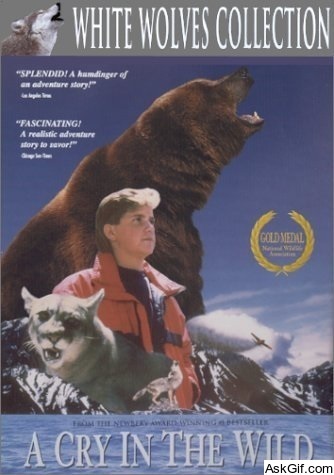 WHITE WOLVES COLLECTION
"SPLENDID! A humdinger of
an adventure story!"
-Los Angeles Times
"FASCINATING!
A realistic adventure
story to savor!"
Chicago Sun-Times
GOLD MEDAL
National Wildlife
Association
FROM THE NEWBERY AWARD-WINNING BESTSELLER
A CRY IN THE WILD
AskGif.com